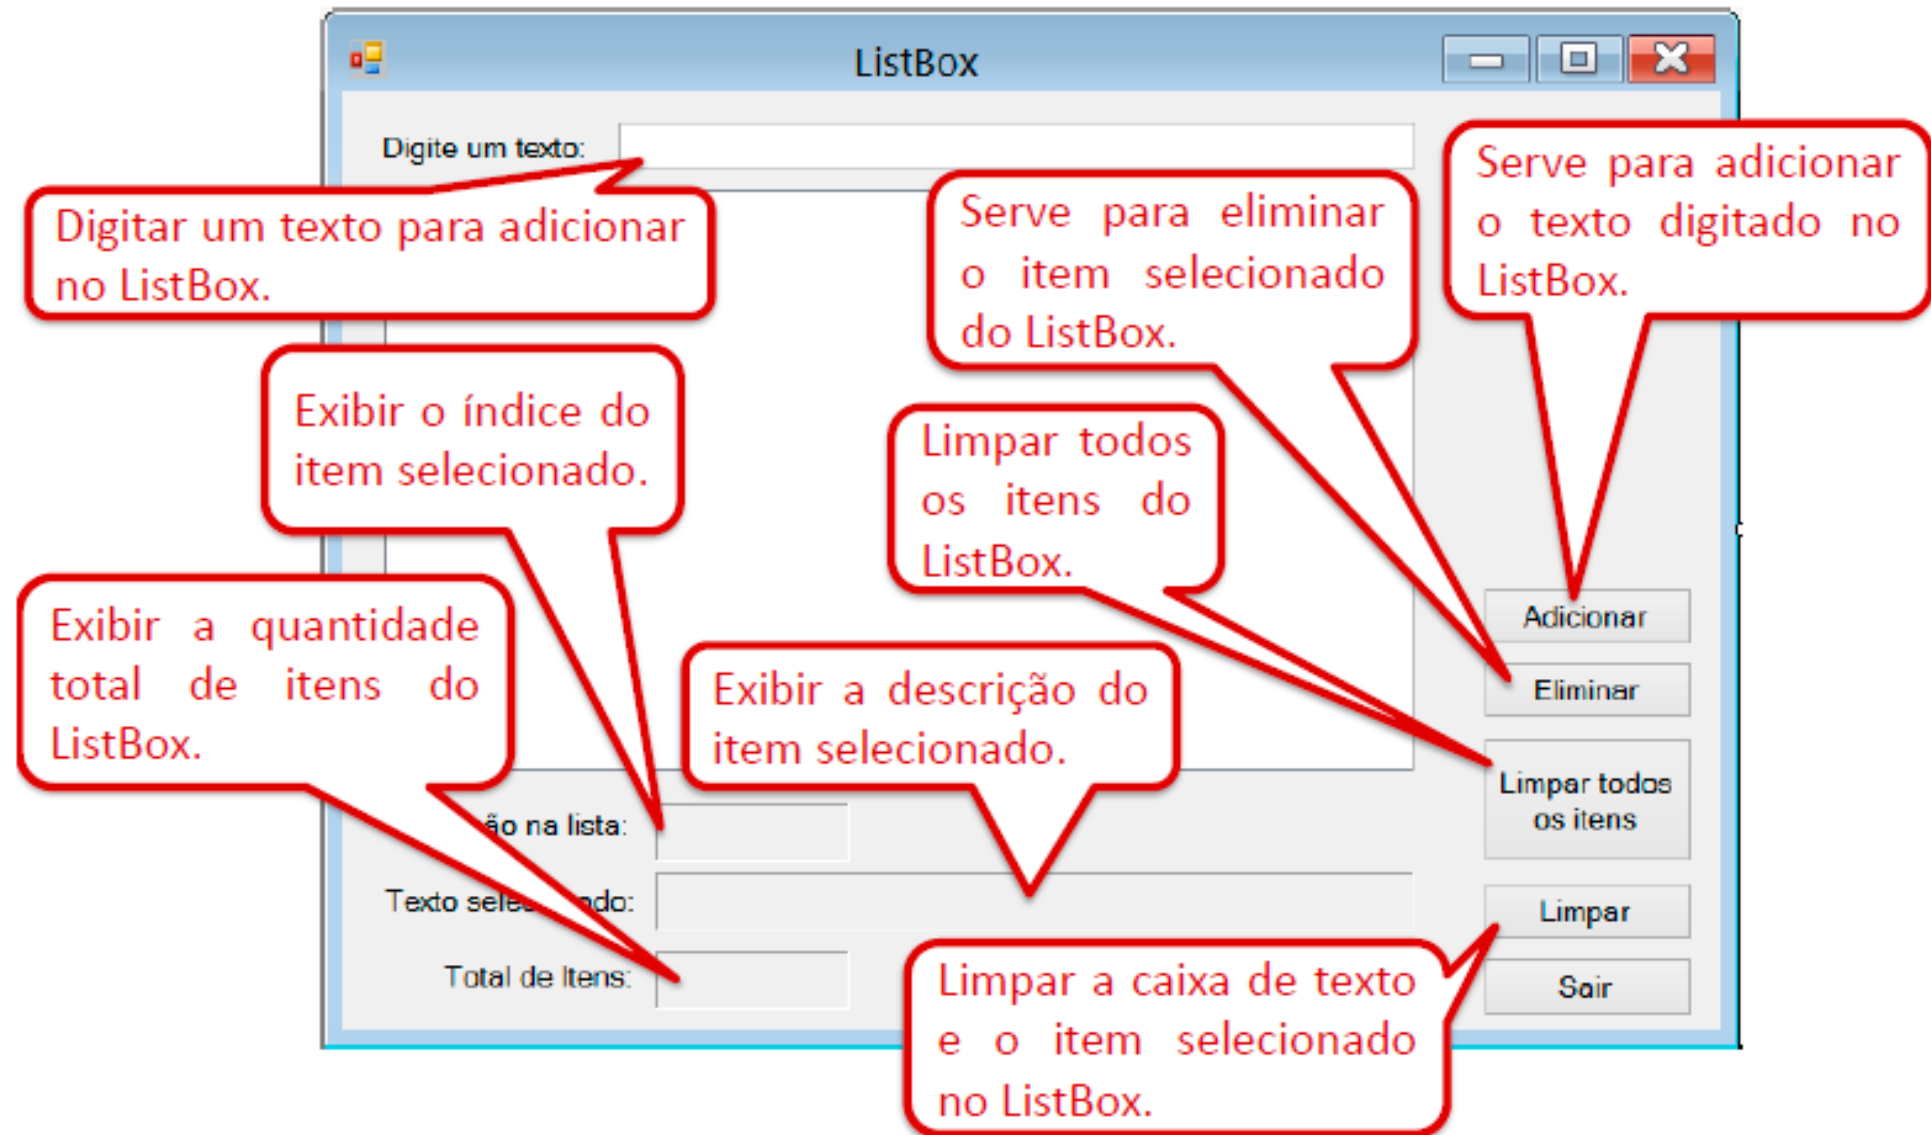 ListBox
Digite um texto:
Digitar um texto para adicionar
no ListBox.
Serve para eliminar
o item selecionado
do ListBox.
Serve para adicionar
o texto digitado no
ListBox.
Exibir o índice do
item selecionado.
Limpar todos
os itens do
ListBox.
Exibir a quantidade
total de itens do
ListBox.
Exibir a descrição do
item selecionado.
Adicionar
Eliminar
Limpar todos
os itens
na lista:
Texto
Total de Itens:
Limpar
Sair
Limpar a caixa de texto
e o item selecionado
no ListBox.